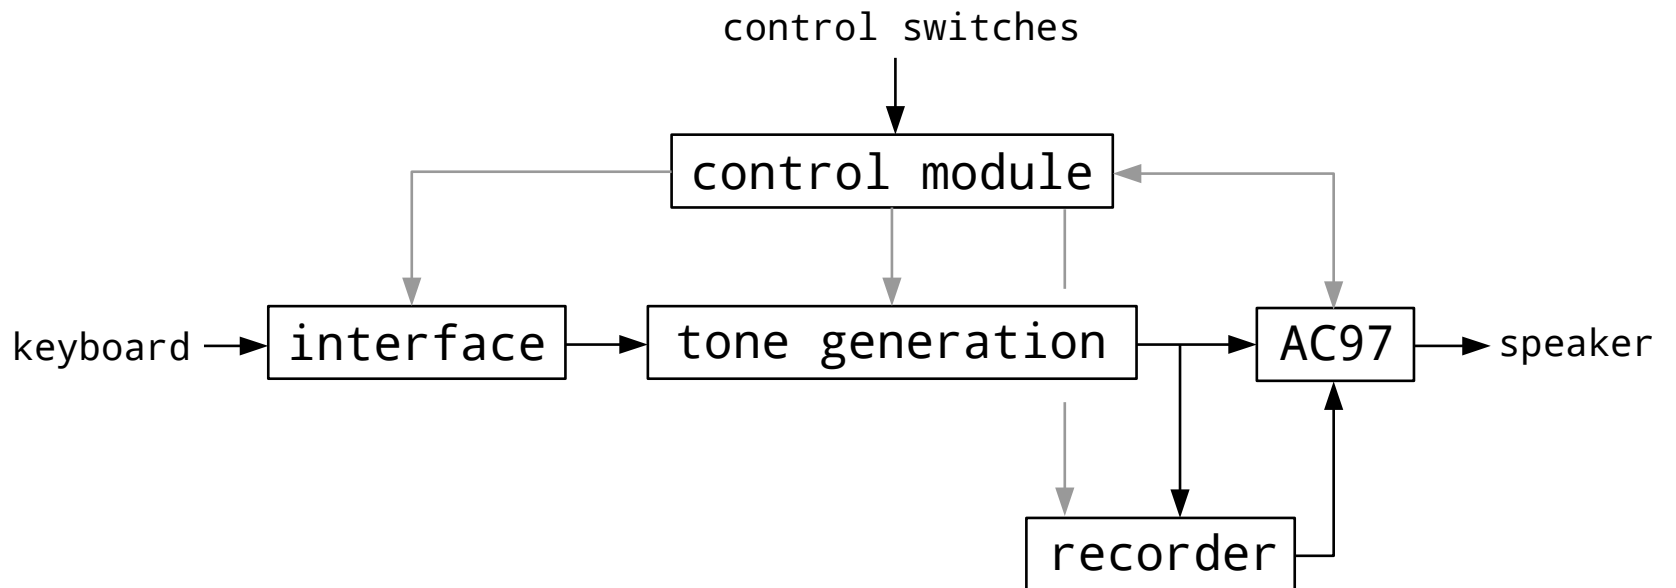 control switches
control module
keyboard
interface
tone generation
AC97
speaker
recorder